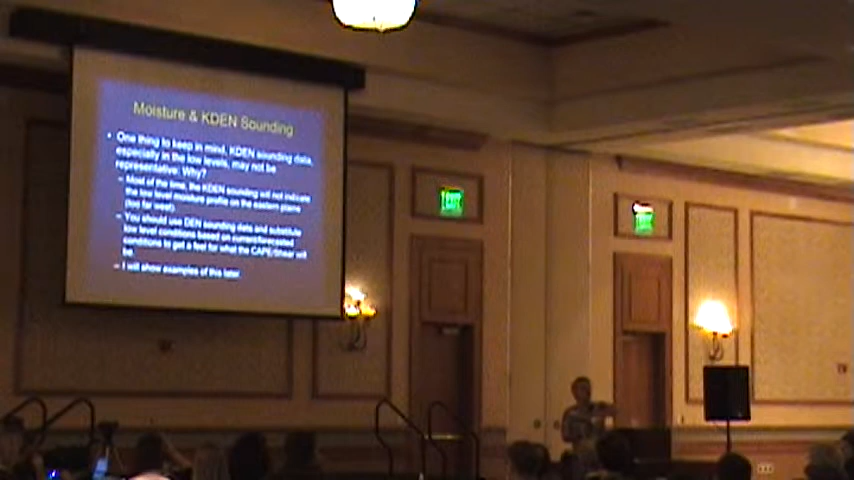 Moisture & KDEN Sounding
• One thing to keep in mind, KDEN sounding data,
especially in the low levels, may not be
representative. Why?
– Most of the time, the KDEN sounding will not indicate
the low level moisture profile on the eastern plains
(too far west).
– You should use DEN sounding data and substitute
low level conditions based on current/forecasted
conditions to get a feel for what the CAPE/Shear will
be.
– I will show examples of this later.
EXIT
EXIT